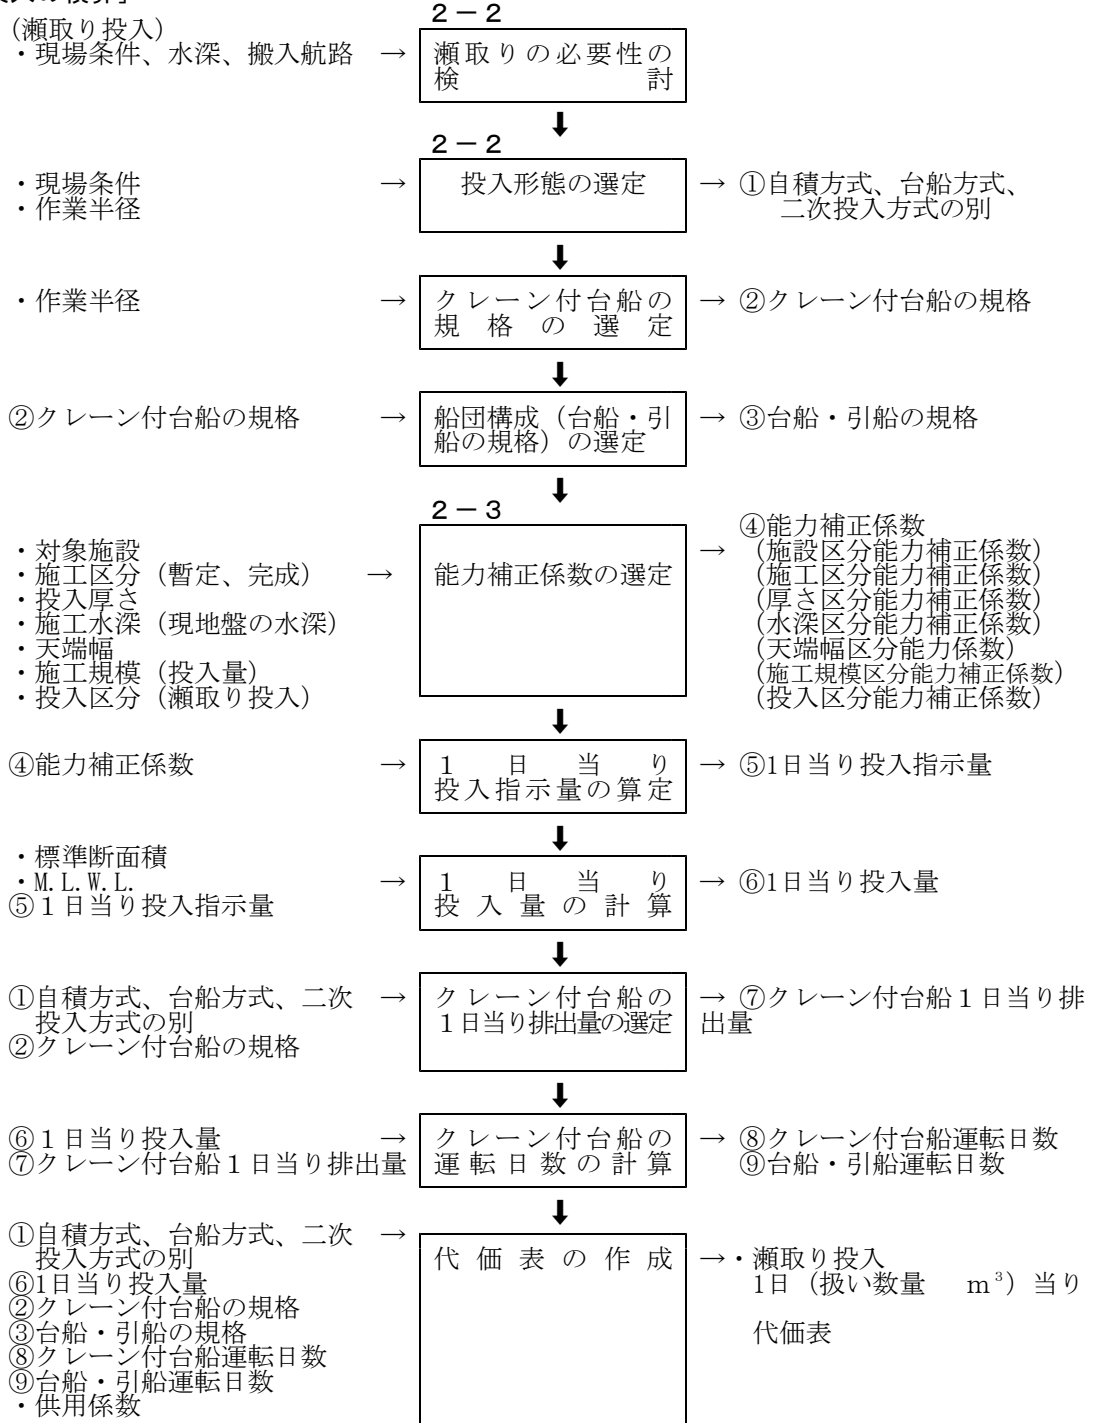 (瀬取り投入)
2－2
・現場条件、水深、搬入航路 → 瀬取りの必要性の
検討
⬇
2－2
・現場条件 → 投入形態の選定 → ①自積方式、台船方式、
・作業半径 二次投入方式の別
⬇
・作業半径 → クレーン付台船の → ②クレーン付台船の規格
規格の選定
⬇
②クレーン付台船の規格 → 船団構成（台船・引 → ③台船・引船の規格
船の規格）の選定
⬇
2－3
④能力補正係数
・対象施設 → （施設区分能力補正係数）
・施工区分（暫定、完成） → 能力補正係数の選定 （施工区分能力補正係数）
・投入厚さ （厚さ区分能力補正係数）
・施工水深（現地盤の水深） （水深区分能力補正係数）
・天端幅 （天端幅区分能力係数）
・施工規模（投入量） （施工規模区分能力補正係数）
・投入区分（瀬取り投入） （投入区分能力補正係数）
⬇
④能力補正係数 → 1日当り → ⑤1日当り投入指示量
投入指示量の算定
⬇
・標準断面積
・M.L.W.L. → 1日当り → ⑥1日当り投入量
⑤１日当り投入指示量 投入量の計算
⬇
①自積方式、台船方式、二次 → クレーン付台船の → ⑦クレーン付台船１日当り排
投入方式の別 １日当り排出量の選定 出量
②クレーン付台船の規格
⬇
⑥１日当り投入量 → クレーン付台船の → ⑧クレーン付台船運転日数
⑦クレーン付台船１日当り排出量 運転日数の計算 ⑨台船・引船運転日数
⬇
①自積方式、台船方式、二次 →
投入方式の別 代価表の作成 →・瀬取り投入
⑥1日当り投入量 1日（扱い数量 m³）当り
②クレーン付台船の規格
③台船・引船の規格 代価表
⑧クレーン付台船運転日数
⑨台船・引船運転日数
・供用係数